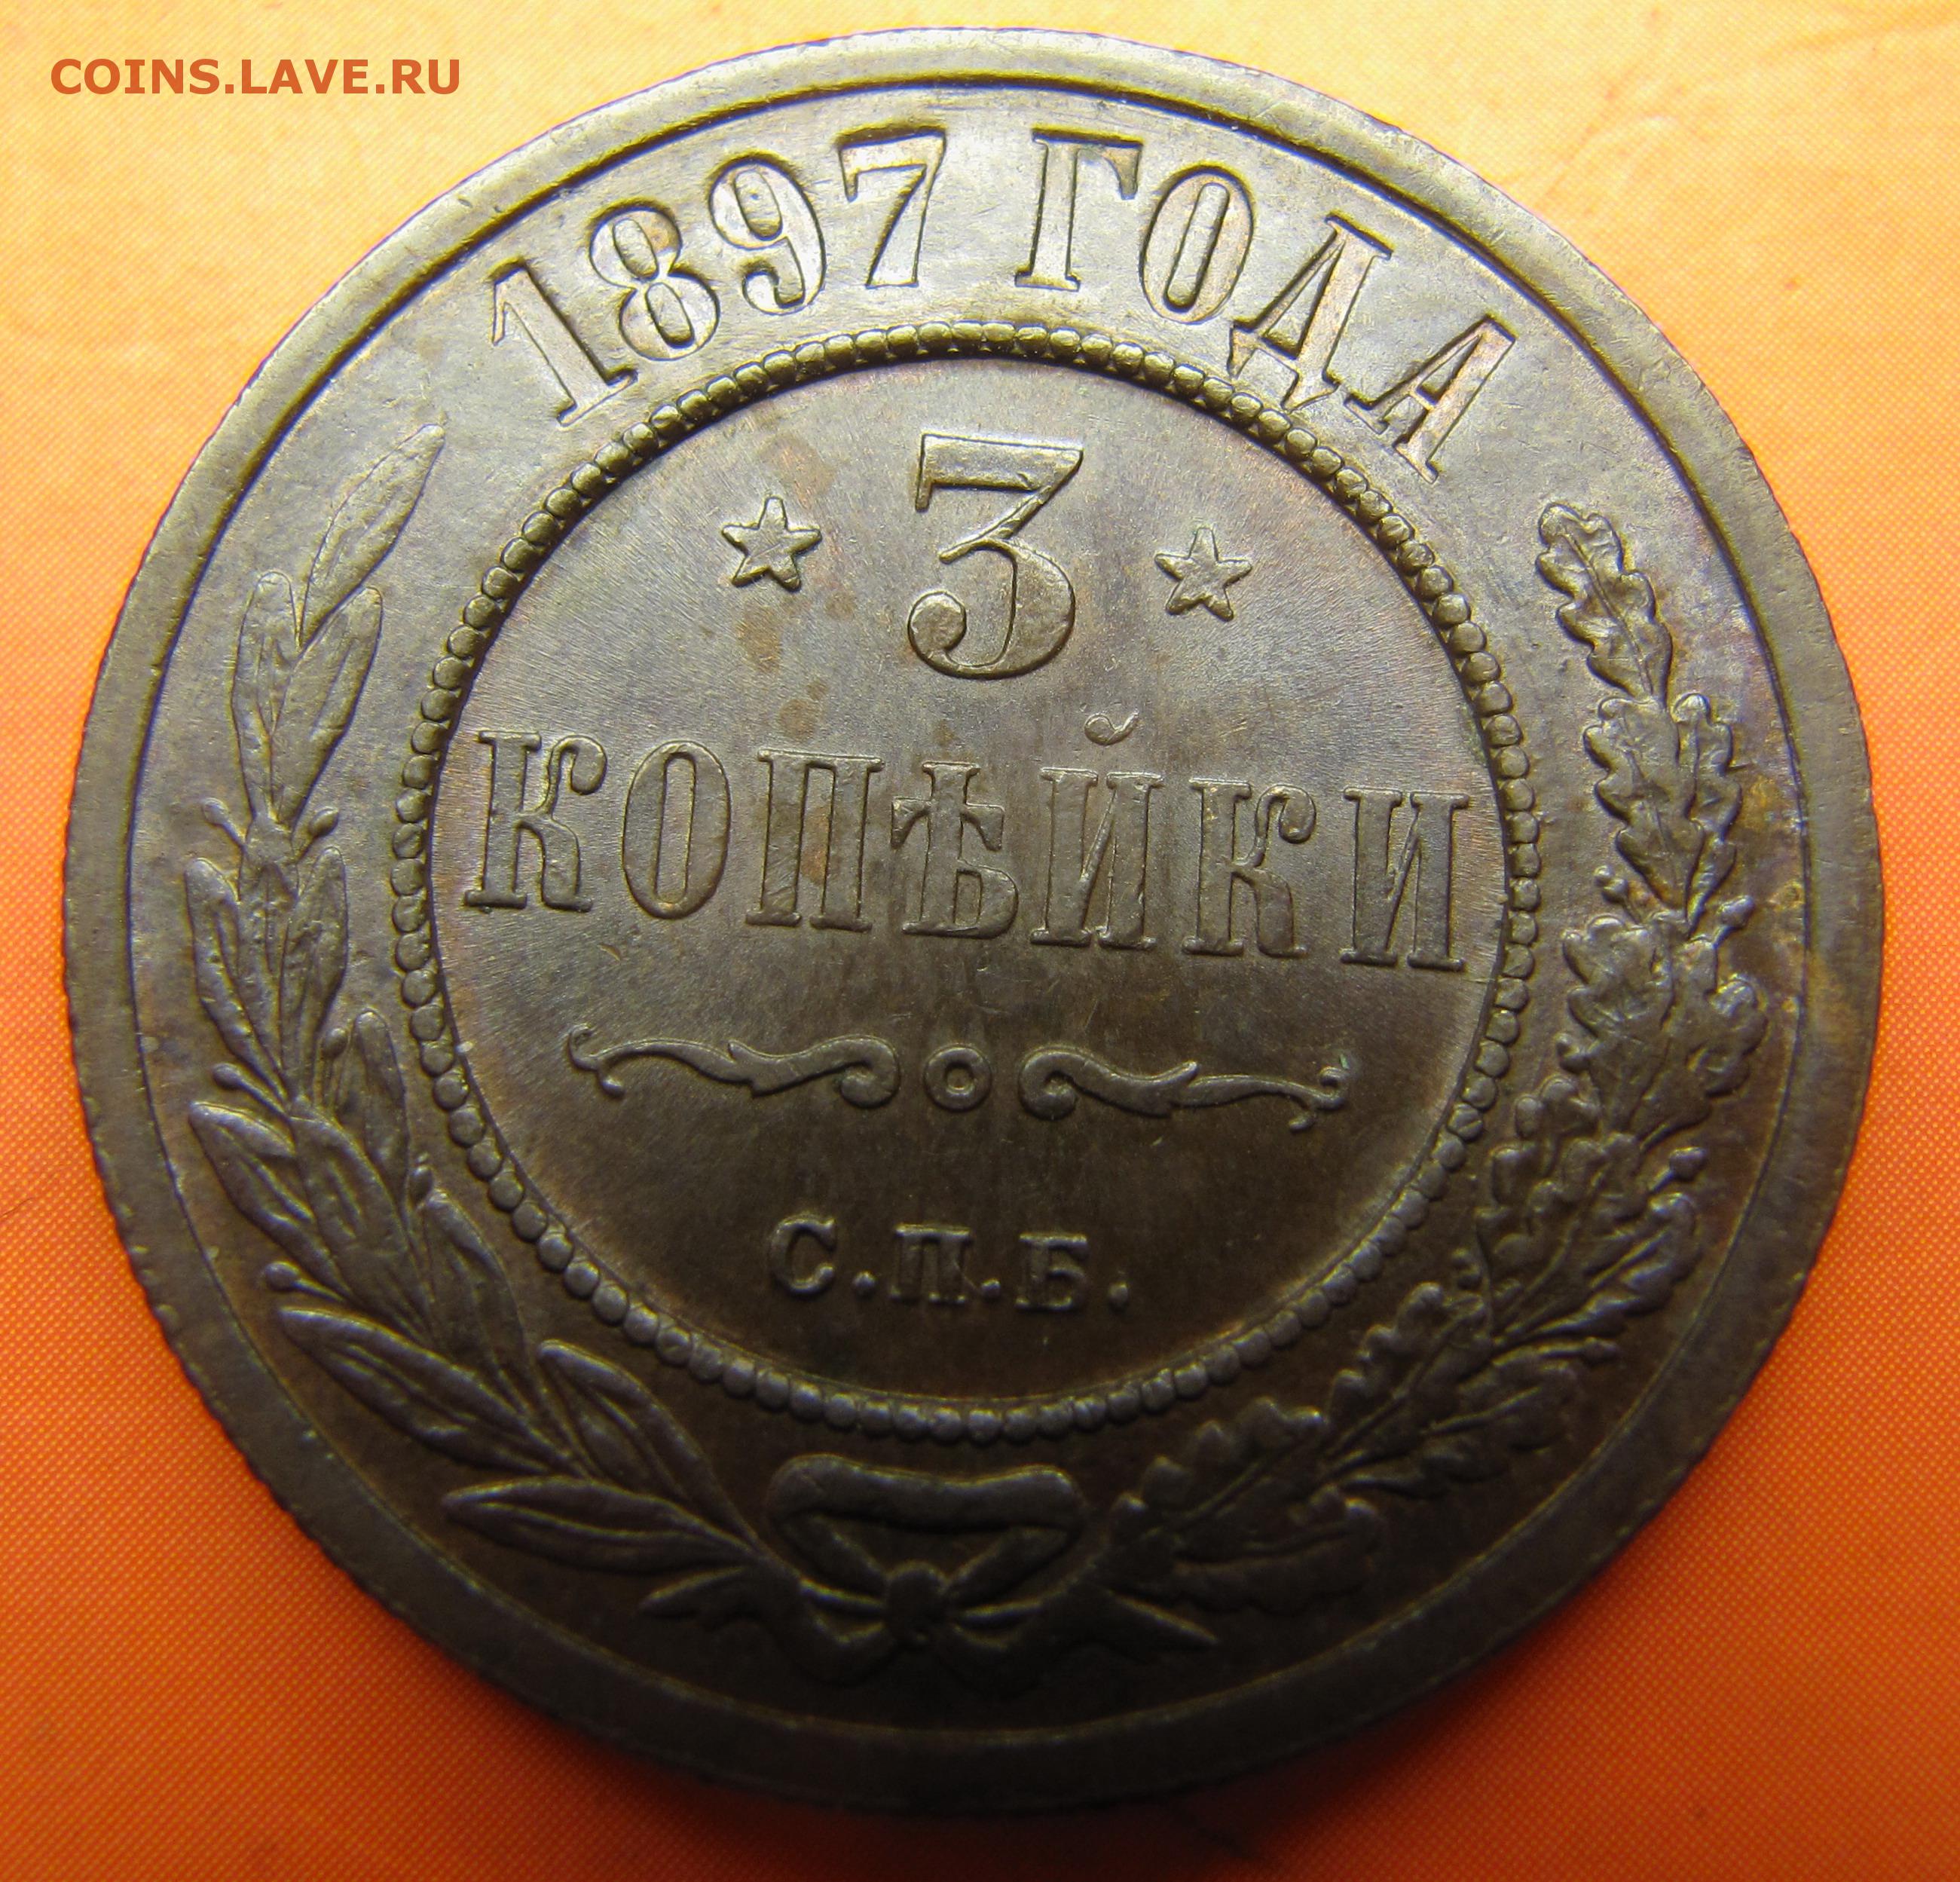 COINS.LAVE.RU
1897 ГОДА
3
КОПѢЙКИ
С.П.Б.